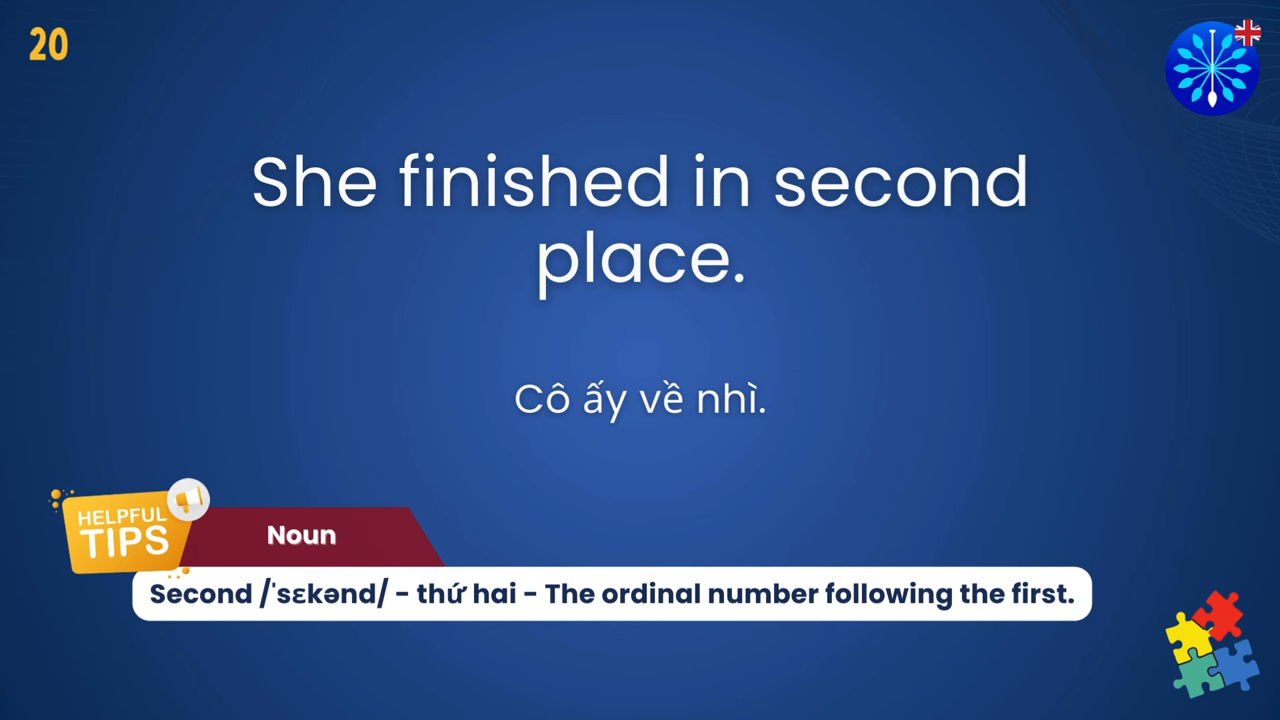 20
She finished in second
place.
Cô ấy về nhì.
HELPFUL
TIPS
Noun
Second /ˈsɛkənd/ - thứ hai - The ordinal number following the first.